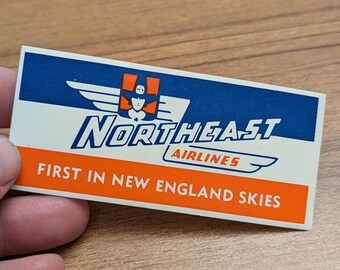 NORTHEAST
AIRLINES
FIRST IN NEW ENGLAND SKIES